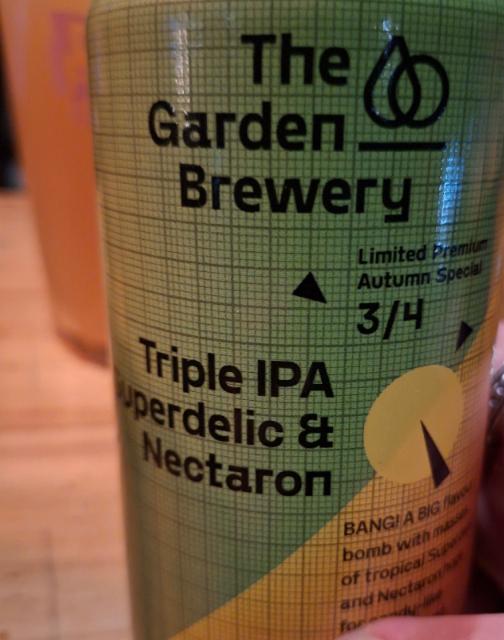 The
Garden
Brewery
Limited Premium
Autumn Special
3/4
Triple IPA
Superdelic &
Nectaron
BANG! A BIG flavour
bomb with
of tropical
and Nectaron
for